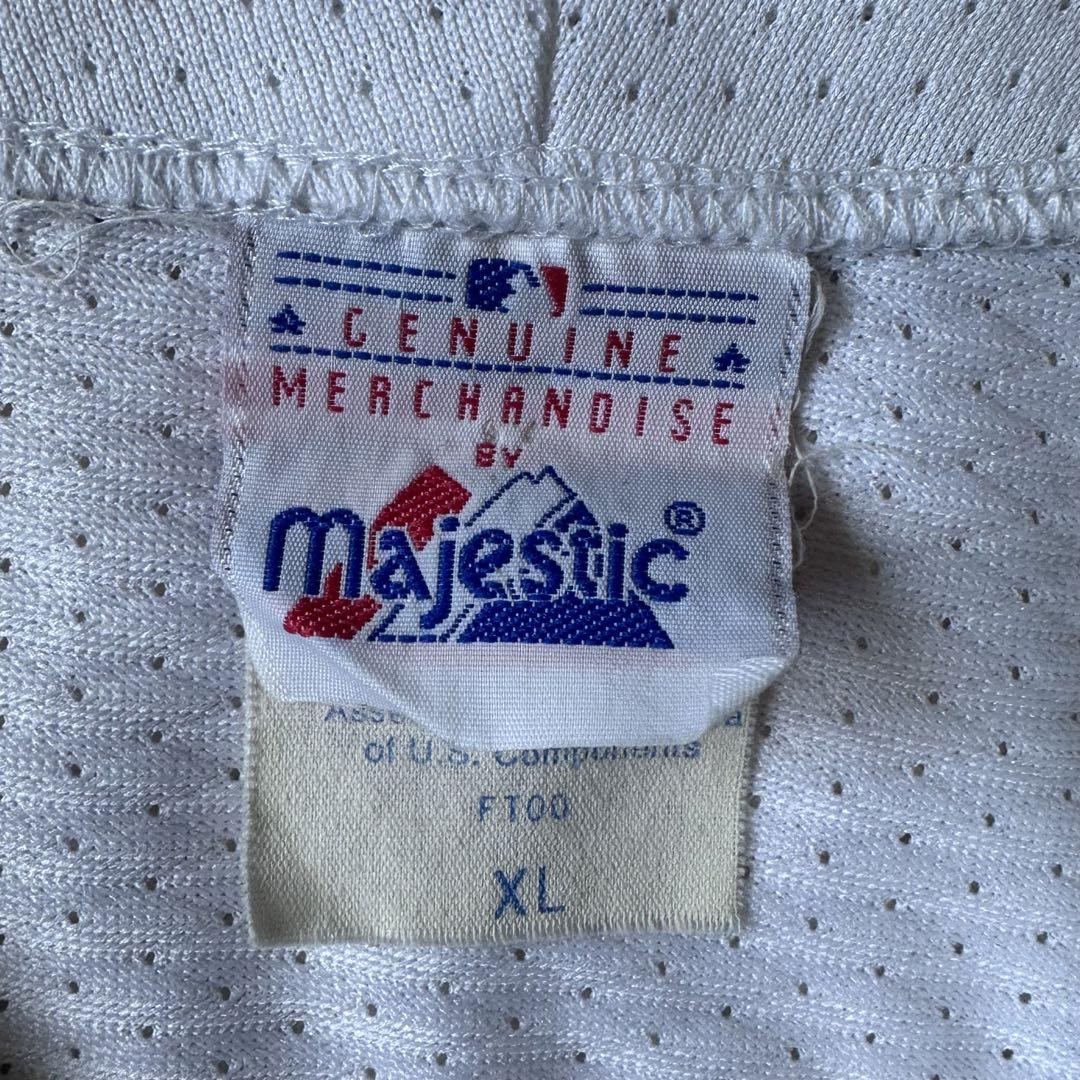 GENUINE
MERCHANDISE
BY
Majestic®
of U.S. Components
FT00
XL